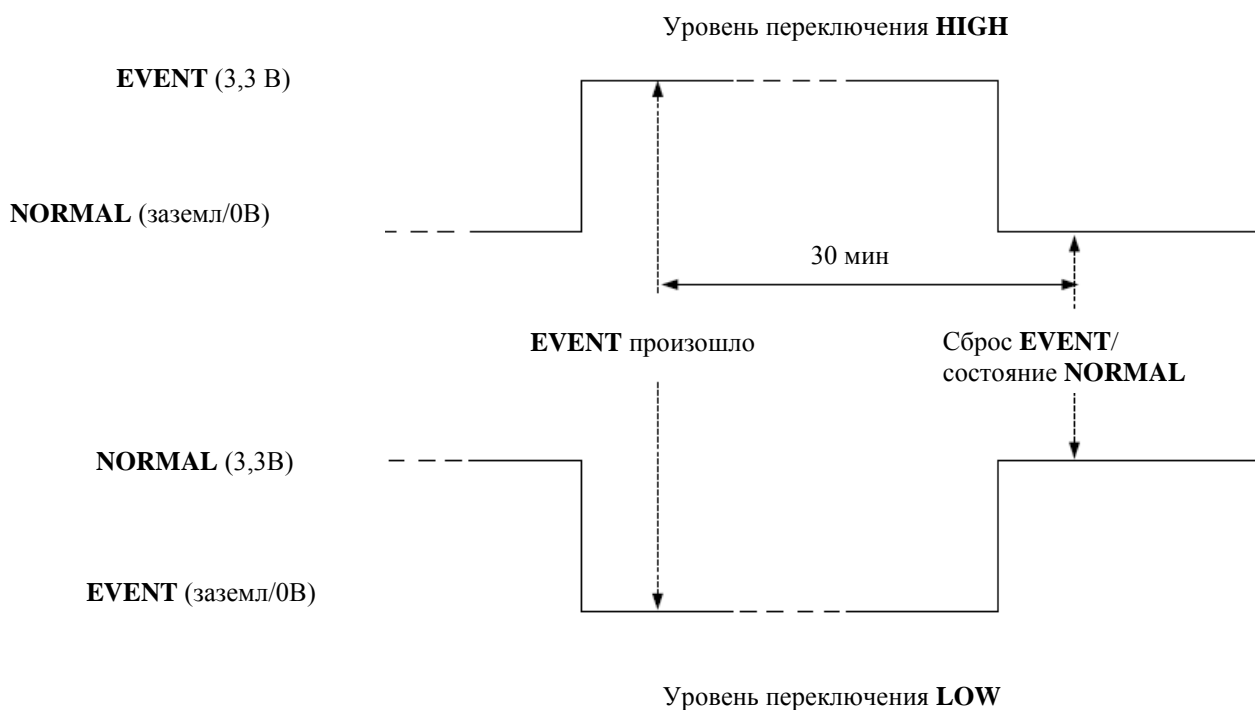 Уровень переключения HIGH
EVENT (3,3 В)
NORMAL (заземл/0В)
30 мин
EVENT произошло
Сброс EVENT/
состояние NORMAL
NORMAL (3,3В)
EVENT (заземл/0В)
Уровень переключения LOW